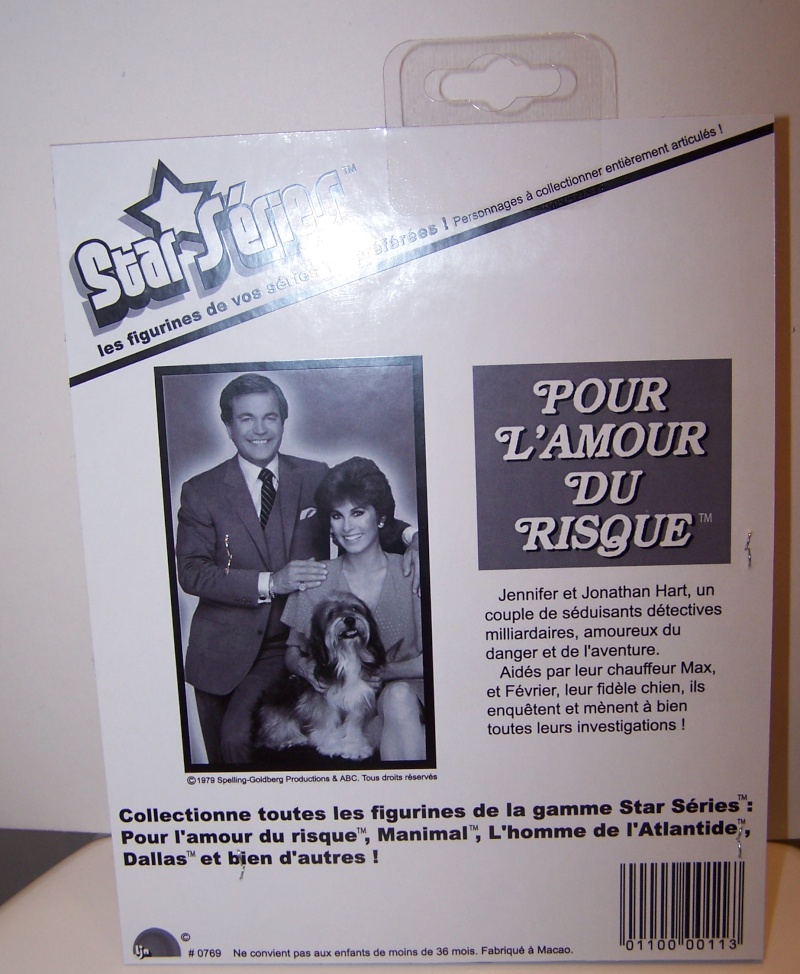 Star Séries™
les figurines de vos séries préférées ! Personnages à collectionner entièrement articulés !
POUR
L'AMOUR
DU
RISQUE™
Jennifer et Jonathan Hart, un
couple de séduisants détectives
milliardaires, amoureux du
danger et de l'aventure.
Aidés par leur chauffeur Max,
et Février, leur fidèle chien, ils
enquêtent et mènent à bien
toutes leurs investigations !
©1979 Spelling-Goldberg Productions & ABC. Tous droits réservés
Collectionne toutes les figurines de la gamme Star Séries™:
Pour l'amour du risque™, Manimal™, L'homme de l'Atlantide™,
Dallas™ et bien d'autres !
ljn ©
# 0769 Ne convient pas aux enfants de moins de 36 mois. Fabriqué à Macao.
01100 00113